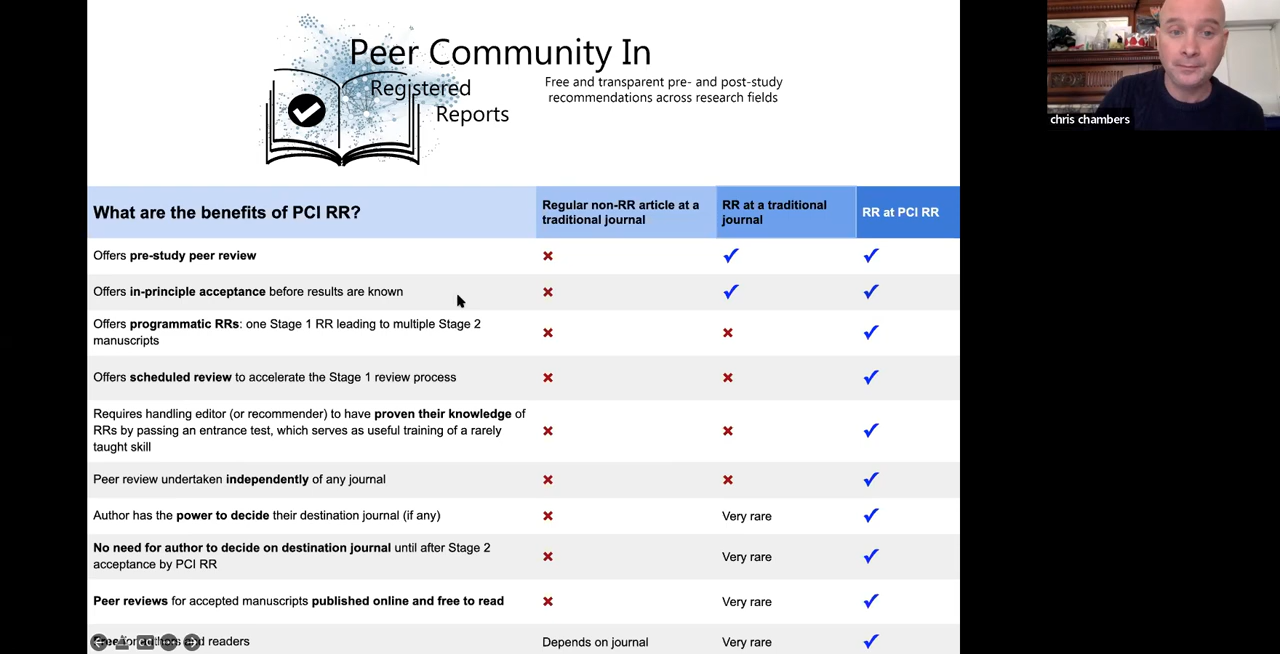 Peer Community In
Registered
Reports
Free and transparent pre- and post-study
recommendations across research fields
chris chambers
What are the benefits of PCI RR?
Regular non-RR article at a
traditional journal
RR at a traditional
journal
RR at PCI RR
Offers pre-study peer review
Offers in-principle acceptance before results are known
Offers programmatic RRs: one Stage 1 RR leading to multiple Stage 2
manuscripts
Offers scheduled review to accelerate the Stage 1 review process
Requires handling editor (or recommender) to have proven their knowledge of
RRs by passing an entrance test, which serves as useful training of a rarely
taught skill
Peer review undertaken independently of any journal
Author has the power to decide their destination journal (if any)
Very rare
No need for author to decide on destination journal until after Stage 2
acceptance by PCI RR
Very rare
Peer reviews for accepted manuscripts published online and free to read
Very rare
Free for authors and readers
Depends on journal
Very rare